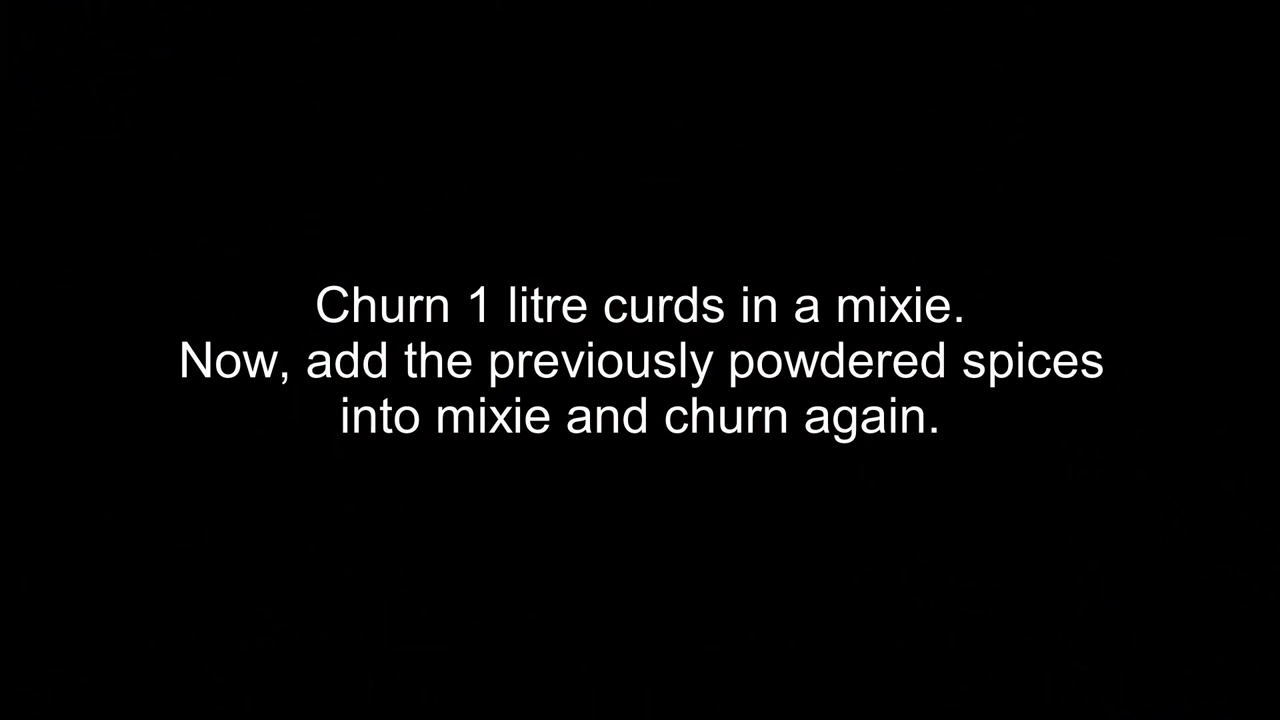 Churn 1 litre curds in a mixie.
Now, add the previously powdered spices
into mixie and churn again.